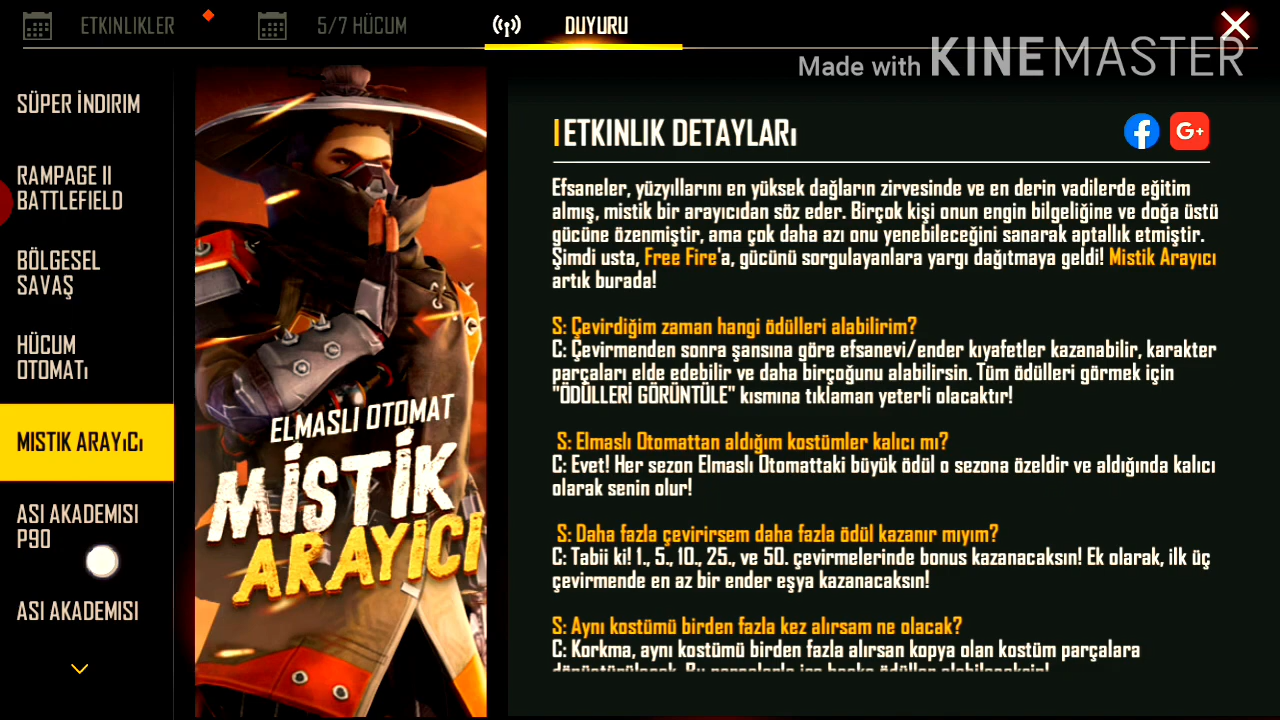 ETKINLIKLER
5/7 HÜCUM
DUYURU
Made with KINEMASTER
SÜPER İNDIRIM
RAMPAGE II
BATTLEFIELD
BÖLGESEL
SAVAŞ
HÜCUM
OTOMATı
MISTIK ARAYıCı
ASI AKADEMISI
P90
ASI AKADEMISI
ELMASLI OTOMAT
MİSTİK
ARAYICI
ETKINLIK DETAYLARı
G+
Efsaneler, yüzyıllarını en yüksek dağların zirvesinde ve en derin vadilerde eğitim
almış, mistik bir arayıcıdan söz eder. Birçok kişi onun engin bilgeliğine ve doğa üstü
gücüne özenmiştir, ama çok daha azı onu yenebileceğini sanarak aptallık etmiştir.
Şimdi usta, Free Fire'a, gücünü sorgulayanlara yargı dağıtmaya geldi! Mistik Arayıcı
artık burada!
S: Çevirdiğim zaman hangi ödülleri alabilirim?
C: Çevirmenden sonra şansına göre efsanevi/ender kıyafetler kazanabilir, karakter
parçaları elde edebilir ve daha birçoğunu alabilirsin. Tüm ödülleri görmek için
"ÖDÜLLERİ GÖRÜNTÜLE" kısmına tıklaman yeterli olacaktır!
S: Elmaslı Otomattan aldığım kostümler kalıcı mı?
C: Evet! Her sezon Elmaslı Otomattaki büyük ödül o sezona özeldir ve aldığında kalıcı
olarak senin olur!
S: Daha fazla çevirirsem daha fazla ödül kazanır mıyım?
C: Tabii ki! 1., 5., 10., 25., ve 50. çevirmelerinde bonus kazanacaksın! Ek olarak, ilk üç
çevirmende en az bir ender eşya kazanacaksın!
S: Aynı kostümü birden fazla kez alırsam ne olacak?
C: Korkma, aynı kostümü birden fazla alırsan kopya olan kostüm parçalara